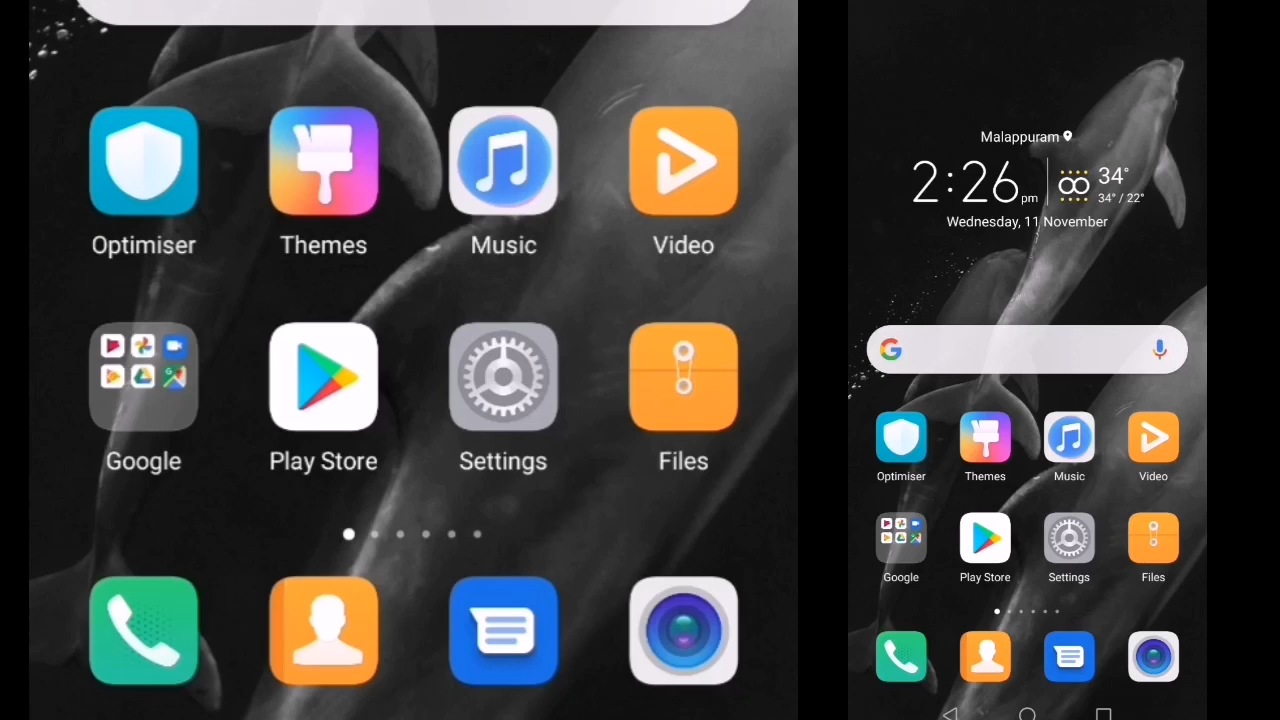 Optimiser
Themes
Music
Video
Google
Play Store
Settings
Files
Malappuram
2:26 pm
34°
34° / 22°
Wednesday, 11 November
Optimiser
Themes
Music
Video
Google
Play Store
Settings
Files